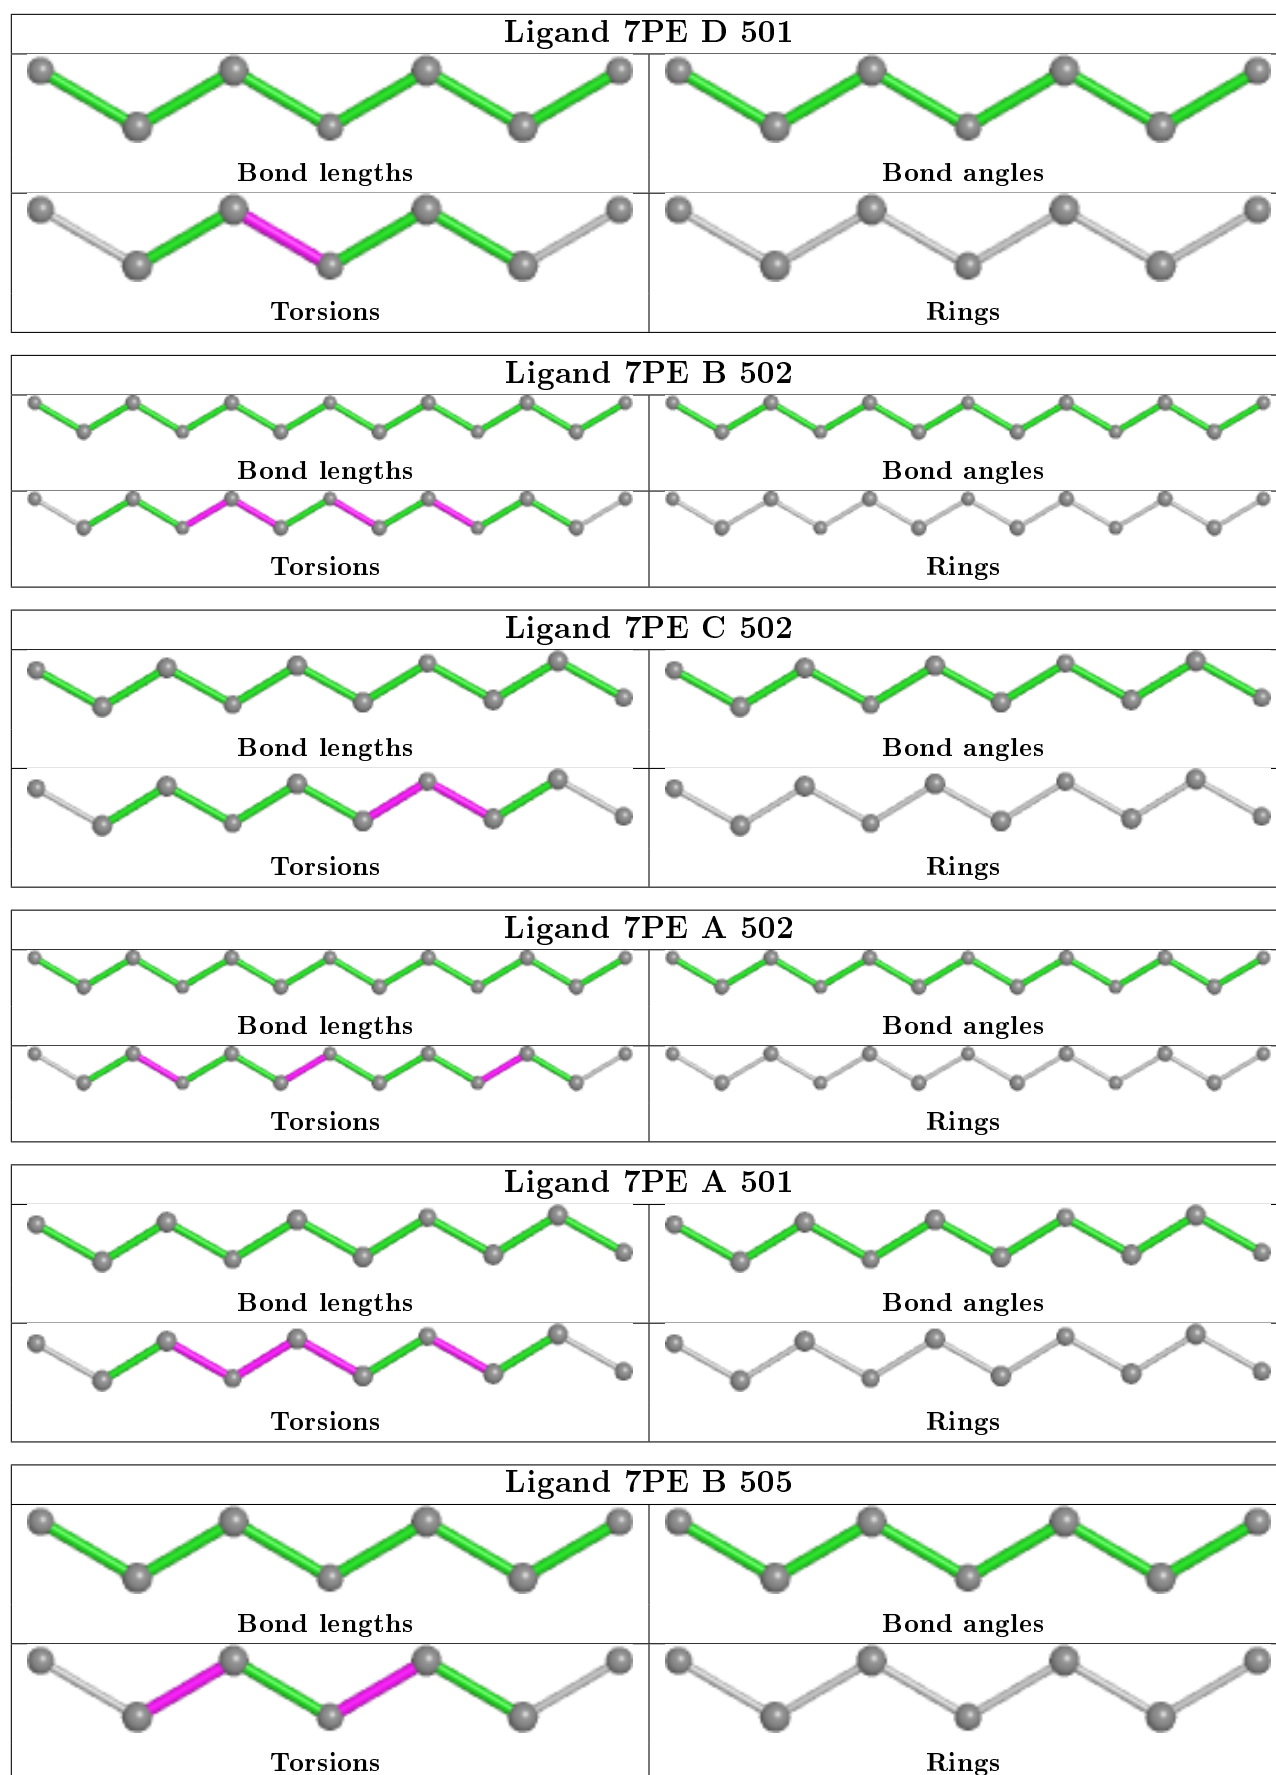 Ligand 7PE D 501
Bond lengths
Bond angles
Torsions
Rings
Ligand 7PE B 502
Bond lengths
Bond angles
Torsions
Rings
Ligand 7PE C 502
Bond lengths
Bond angles
Torsions
Rings
Ligand 7PE A 502
Bond lengths
Bond angles
Torsions
Rings
Ligand 7PE A 501
Bond lengths
Bond angles
Torsions
Rings
Ligand 7PE B 505
Bond lengths
Bond angles
Torsions
Rings